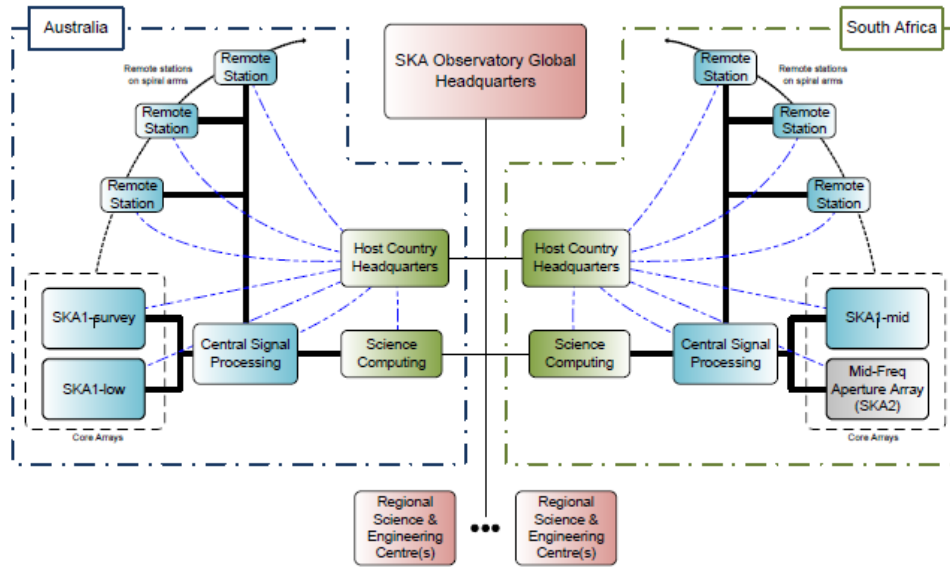 Australia
South Africa
SKA Observatory Global
Headquarters
Remote stations
on spiral arms
Remote
Station
Remote
Station
Remote
Station
Host Country
Headquarters
SKA1-survey
SKA1-low
Central Signal
Processing
Science
Computing
Core Arrays
Remote stations
on spiral arms
Remote
Station
Remote
Station
Remote
Station
Host Country
Headquarters
Science
Computing
Central Signal
Processing
SKA1-mid
Mid-Freq
Aperture Array
(SKA2)
Core Arrays
Regional
Science &
Engineering
Centre(s)
Regional
Science &
Engineering
Centre(s)